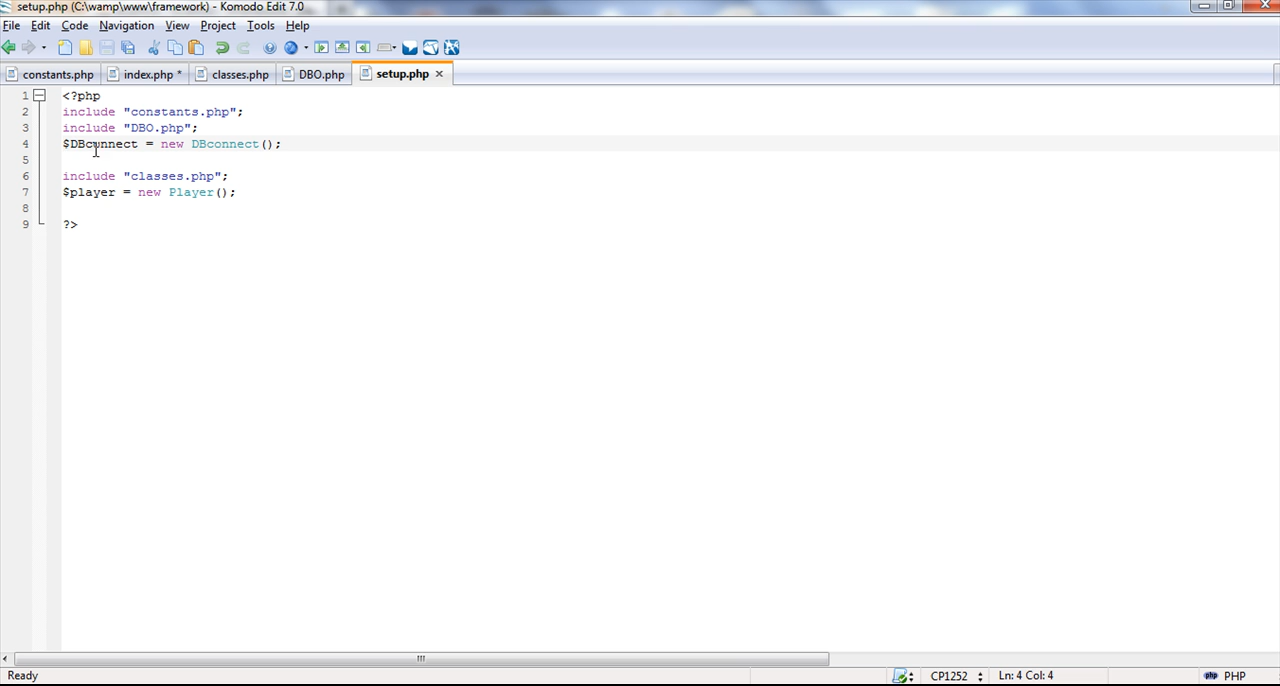 setup.php (C:\wamp\www\framework) - Komodo Edit 7.0
File Edit Code Navigation View Project Tools Help
constants.php index.php * classes.php DBO.php setup.php
1 <?php
2 include "constants.php";
3 include "DBO.php";
4 $DBconnect = new DBconnect();
5
6 include "classes.php";
7 $player = new Player();
8
9 ?>
Ready CP1252 Ln: 4 Col: 4 PHP